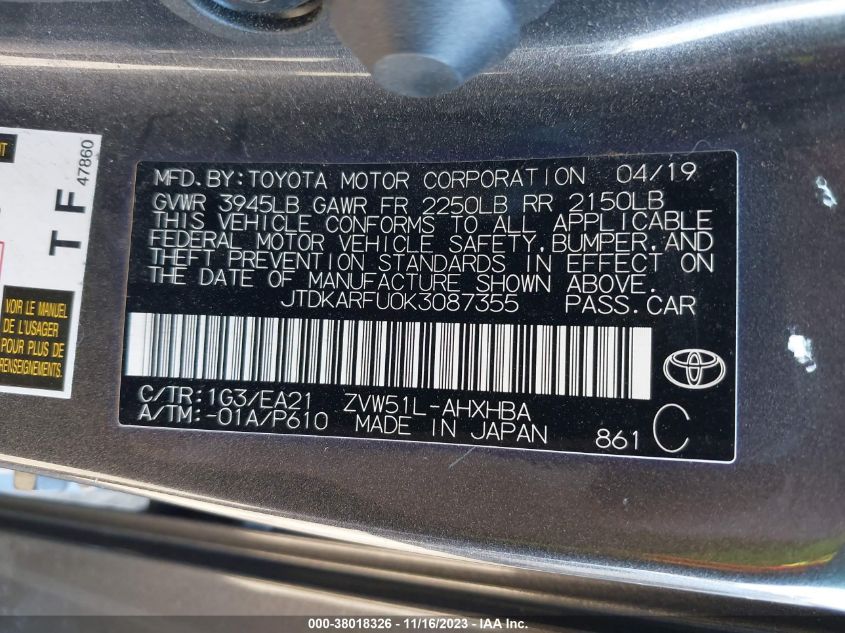 MFD. BY: TOYOTA MOTOR CORPORATION 04/19
GVWR 3945LB GAWR FR 2250LB RR 2150LB
THIS VEHICLE CONFORMS TO ALL APPLICABLE
FEDERAL MOTOR VEHICLE SAFETY, BUMPER, AND
THEFT PREVENTION STANDARDS IN EFFECT ON
THE DATE OF MANUFACTURE SHOWN ABOVE.
JTDKARFU0K3087355 PASS.CAR
C/TR: 1G3/EA21 ZVW51L-AHXHBA
A/TM: -01A/P610 MADE IN JAPAN 861 C
47860
T F
VOIR LE MANUEL
DE L'USAGER
POUR PLUS DE
RENSEIGNEMENTS.
000-38018326 - 11/16/2023 - IAA Inc.